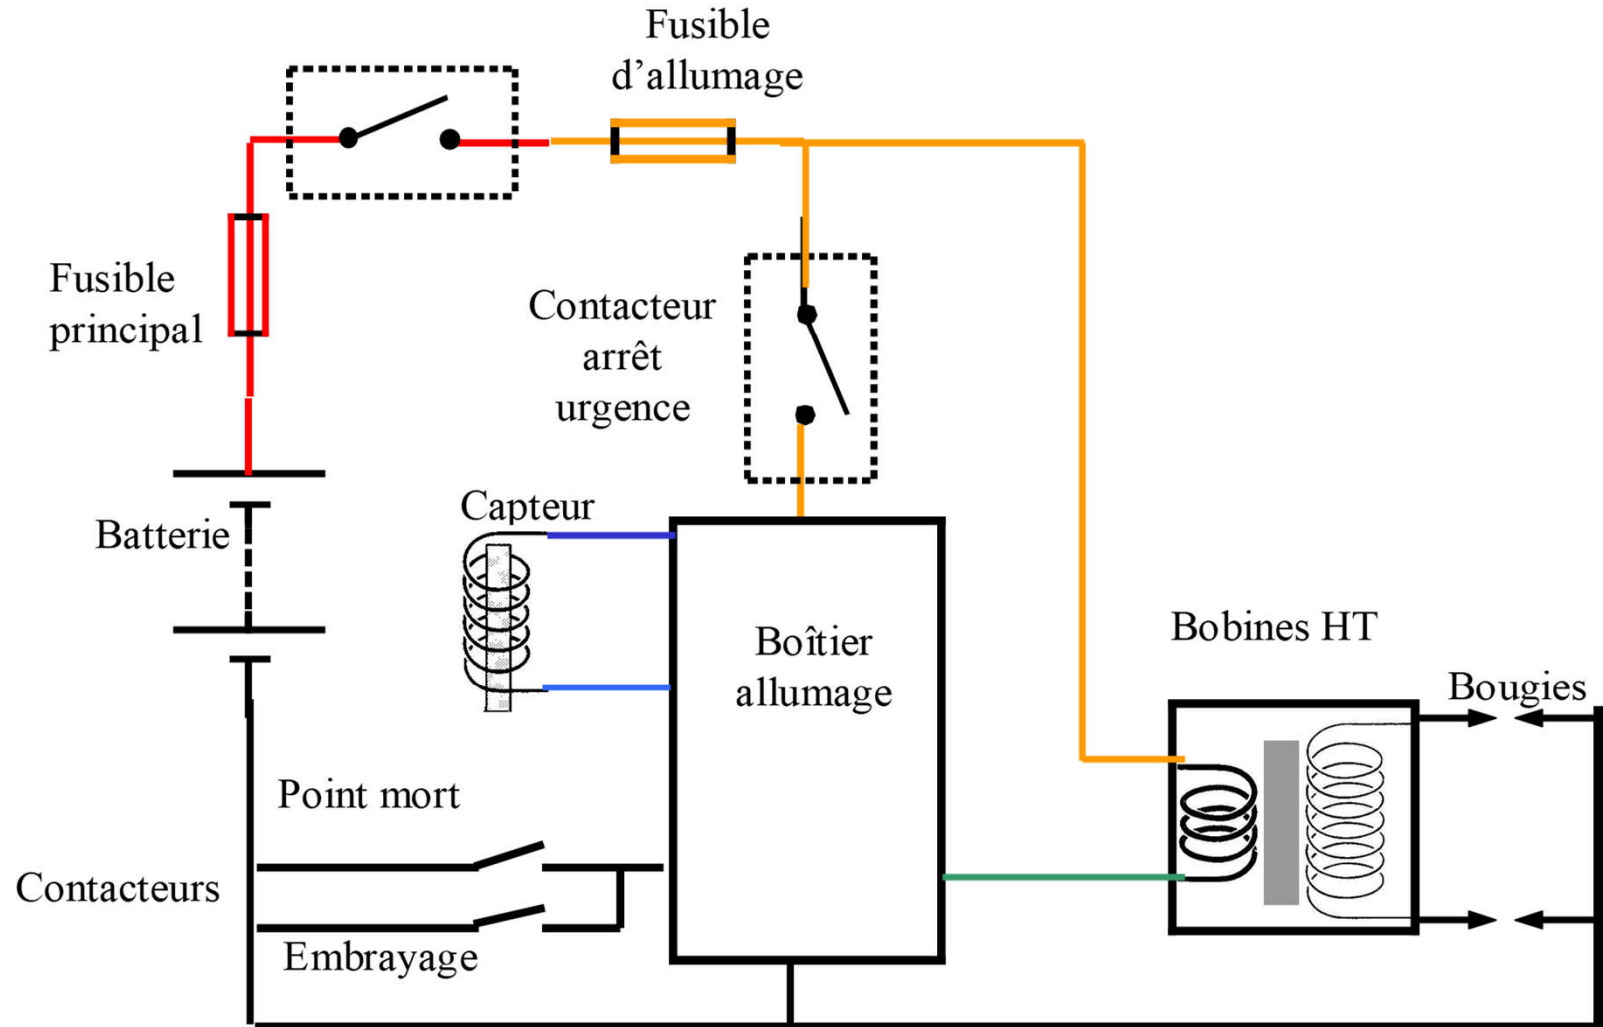 Fusible
d’allumage
Fusible
principal
Contacteur
arrêt
urgence
Batterie
Capteur
Boîtier
allumage
Bobines HT
Bougies
Point mort
Contacteurs
Embrayage